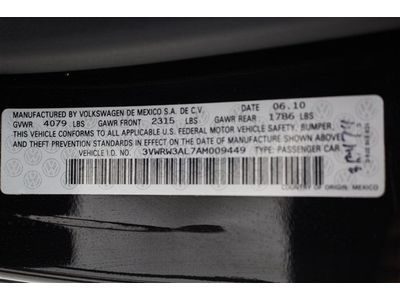 MANUFACTURED BY VOLKSWAGEN DE MEXICO S.A. DE C.V. DATE 06.10
GVWR 4079 LBS GAWR FRONT 2315 LBS GAWR REAR 1786 LBS
THIS VEHICLE CONFORMS TO ALL APPLICABLE U.S. FEDERAL MOTOR VEHICLE SAFETY, BUMPER,
AND THEFT PREVENTION STANDARDS IN EFFECT ON THE DATE OF MANUFACTURE SHOWN ABOVE.
VEHICLE I.D. NO. 3VWRW3AL7AM009449 TYPE: PASSENGER CAR
COUNTRY OF ORIGIN MEXICO